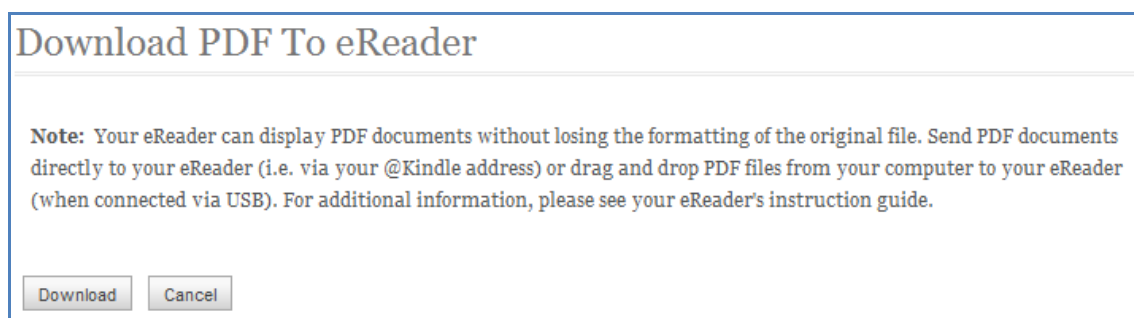 Download PDF To eReader
Note: Your eReader can display PDF documents without losing the formatting of the original file. Send PDF documents
directly to your eReader (i.e. via your @Kindle address) or drag and drop PDF files from your computer to your eReader
(when connected via USB). For additional information, please see your eReader's instruction guide.
Download Cancel